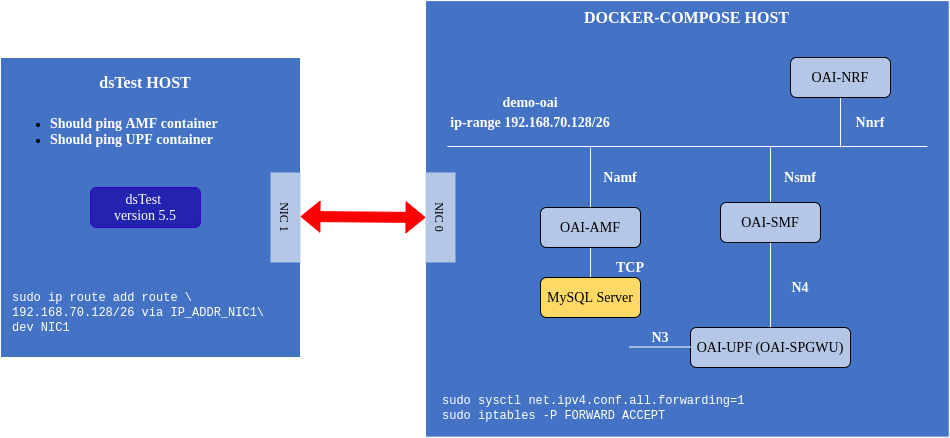 dsTest HOST
Should ping AMF container
Should ping UPF container
dsTest
version 5.5
NIC 1
sudo ip route add route \
192.168.70.128/26 via IP_ADDR_NIC1\
dev NIC1
DOCKER-COMPOSE HOST
NIC 0
OAI-NRF
demo-oai
ip-range 192.168.70.128/26
Nnrf
Namf
Nsmf
OAI-AMF
OAI-SMF
TCP
MySQL Server
N4
N3
OAI-UPF (OAI-SPGWU)
sudo sysctl net.ipv4.conf.all.forwarding=1
sudo iptables -P FORWARD ACCEPT